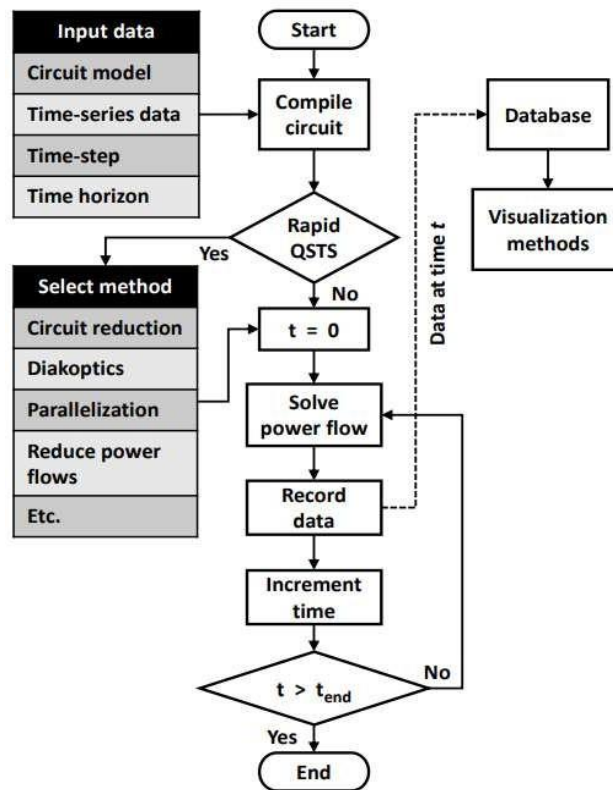 Input data
Circuit model
Time-series data
Time-step
Time horizon
Start
Compile
circuit
Database
Visualization
methods
Rapid
QSTS
Yes
No
Select method
Circuit reduction
Diakoptics
Parallelization
Reduce power
flows
Etc.
t = 0
Data at time t
Solve
power flow
Record
data
Increment
time
t > tend
No
Yes
End